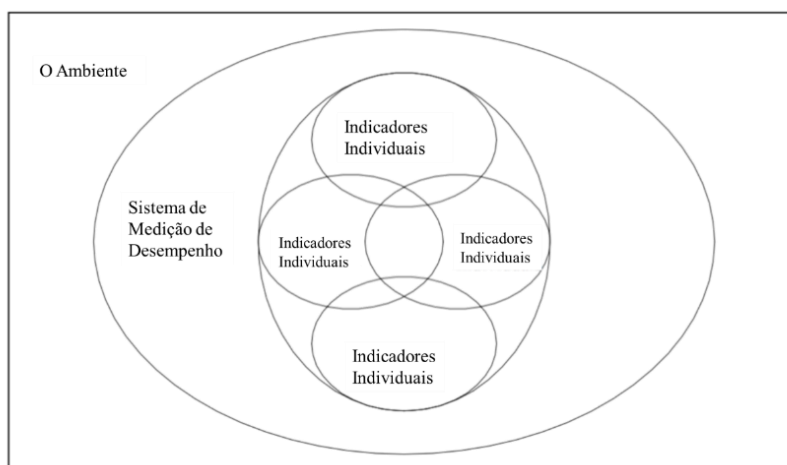 O Ambiente
Indicadores
Individuais
Sistema de
Medição de
Desempenho
Indicadores
Individuais
Indicadores
Individuais
Indicadores
Individuais